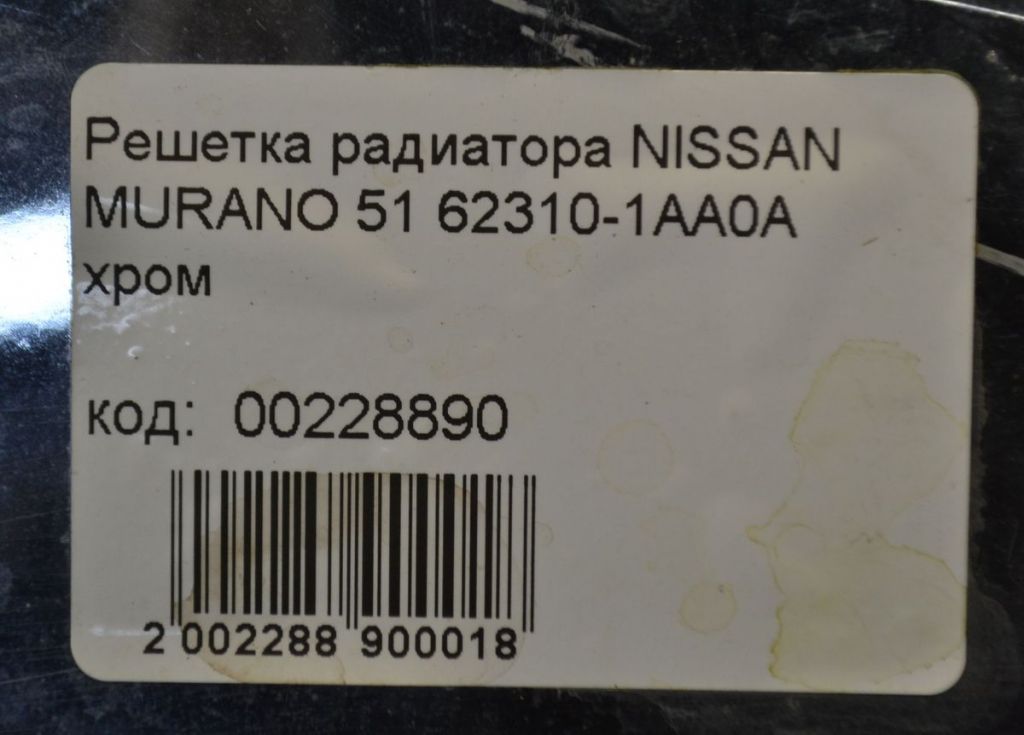 Решетка радиатора NISSAN
MURANO 51 62310-1AA0A
хром
код: 00228890
2 002288 900018